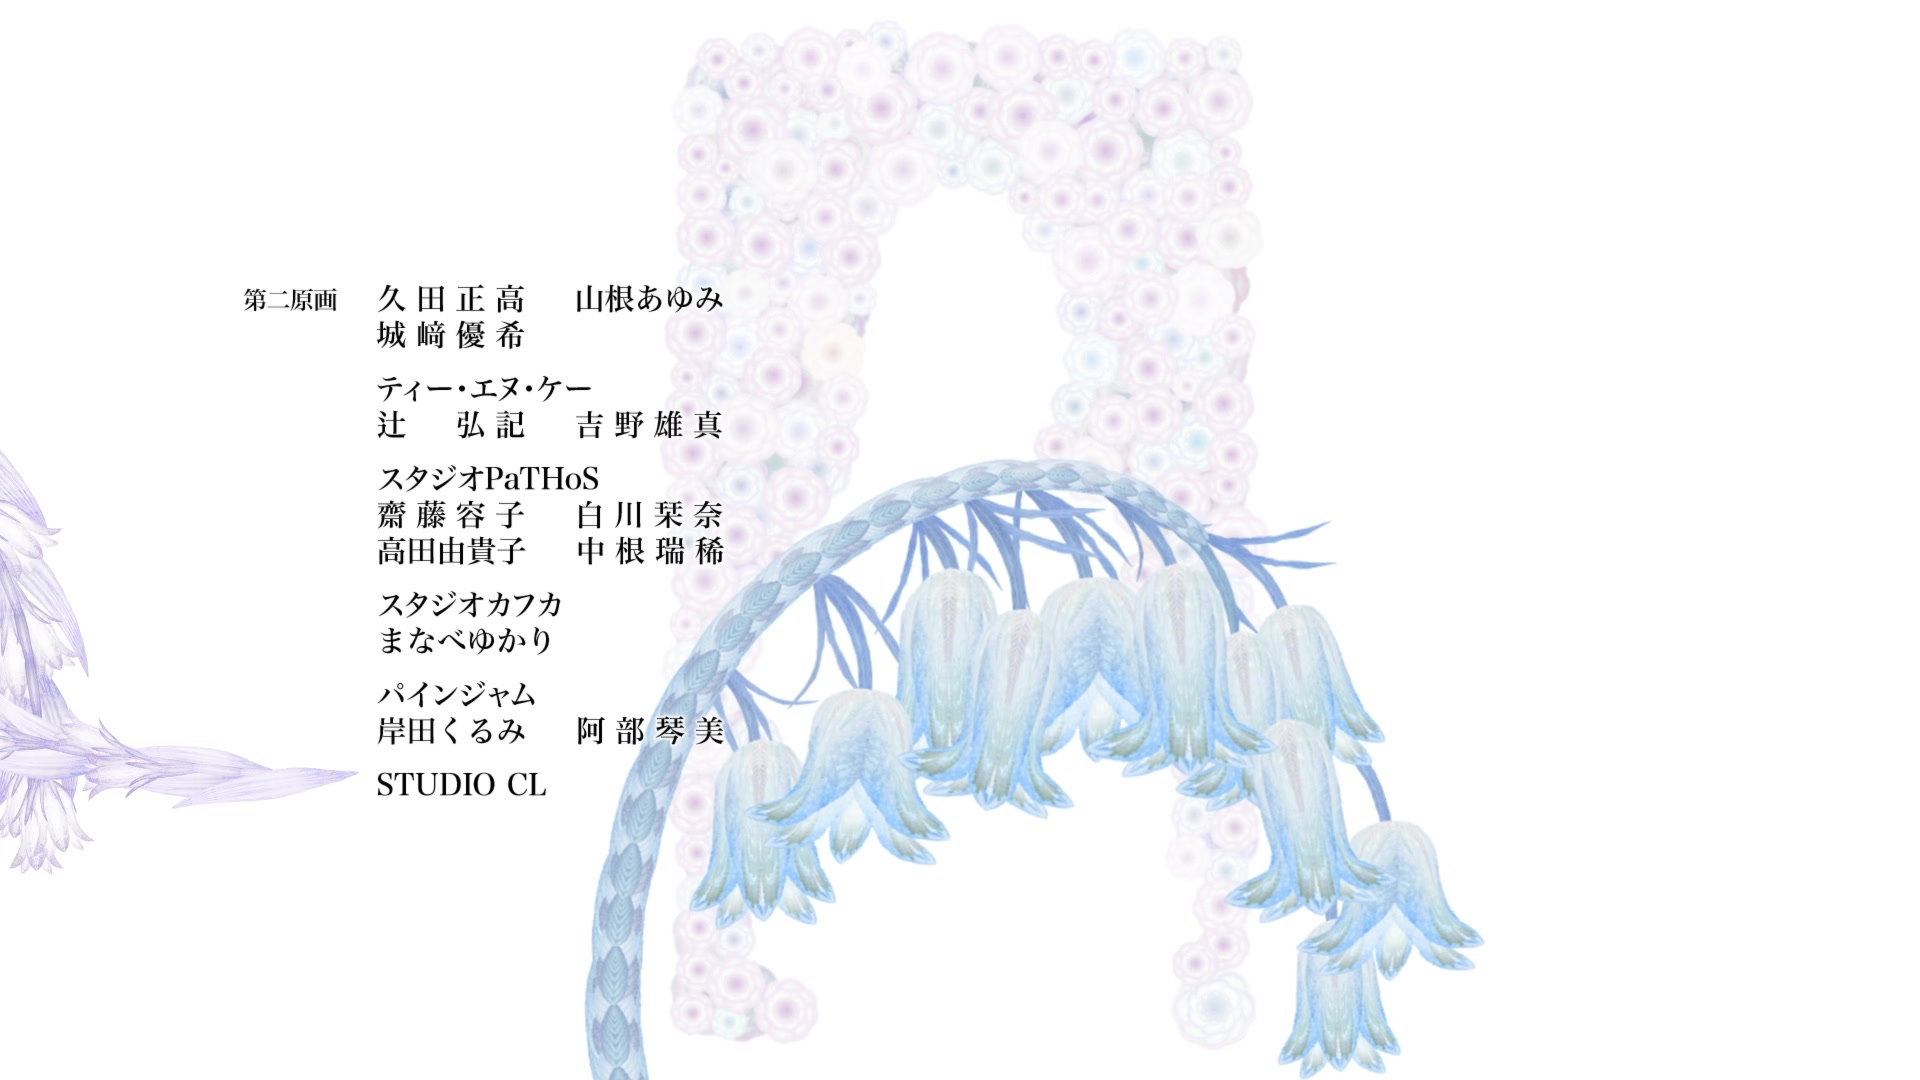 第二原画 久田正高 山根あゆみ
城﨑優希
ティー・エヌ・ケー
辻 弘記 吉野雄真
スタジオPaTHoS
齋藤容子 白川栞奈
高田由貴子 中根瑞稀
スタジオカフカ
まなべゆかり
パインジャム
岸田くるみ 阿部琴美
STUDIO CL